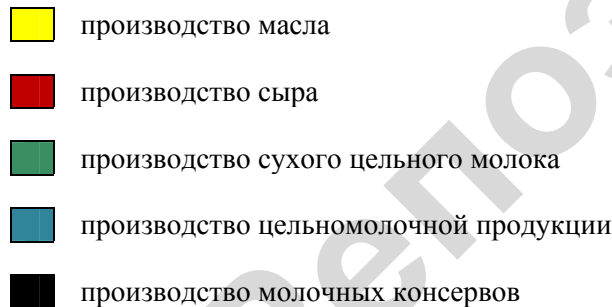 производство масла
производство сыра
производство сухого цельного молока
производство цельномолочной продукции
производство молочных консервов